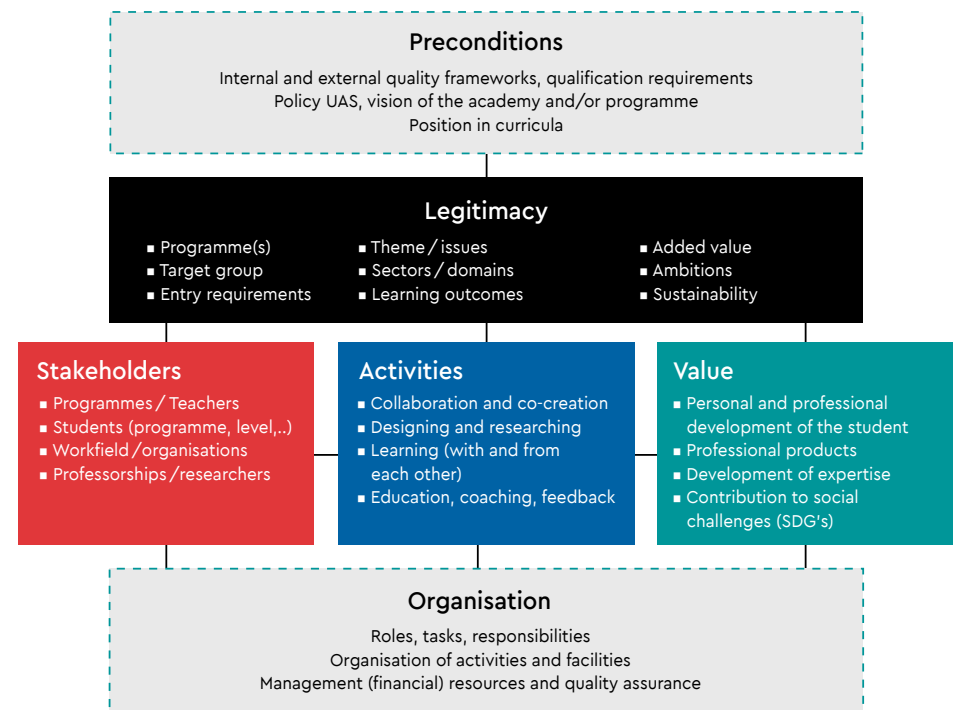 Preconditions
Internal and external quality frameworks, qualification requirements
Policy UAS, vision of the academy and/or programme
Position in curricula
Legitimacy
▪ Programme(s)
▪ Target group
▪ Entry requirements
▪ Theme / issues
▪ Sectors / domains
▪ Learning outcomes
▪ Added value
▪ Ambitions
▪ Sustainability
Stakeholders
▪ Programmes / Teachers
▪ Students (programme, level,..)
▪ Workfield /organisations
▪ Professorships /researchers
Activities
▪ Collaboration and co-creation
▪ Designing and researching
▪ Learning (with and from
each other)
▪ Education, coaching, feedback
Value
▪ Personal and professional
development of the student
▪ Professional products
▪ Development of expertise
▪ Contribution to social
challenges (SDG's)
Organisation
Roles, tasks, responsibilities
Organisation of activities and facilities
Management (financial) resources and quality assurance